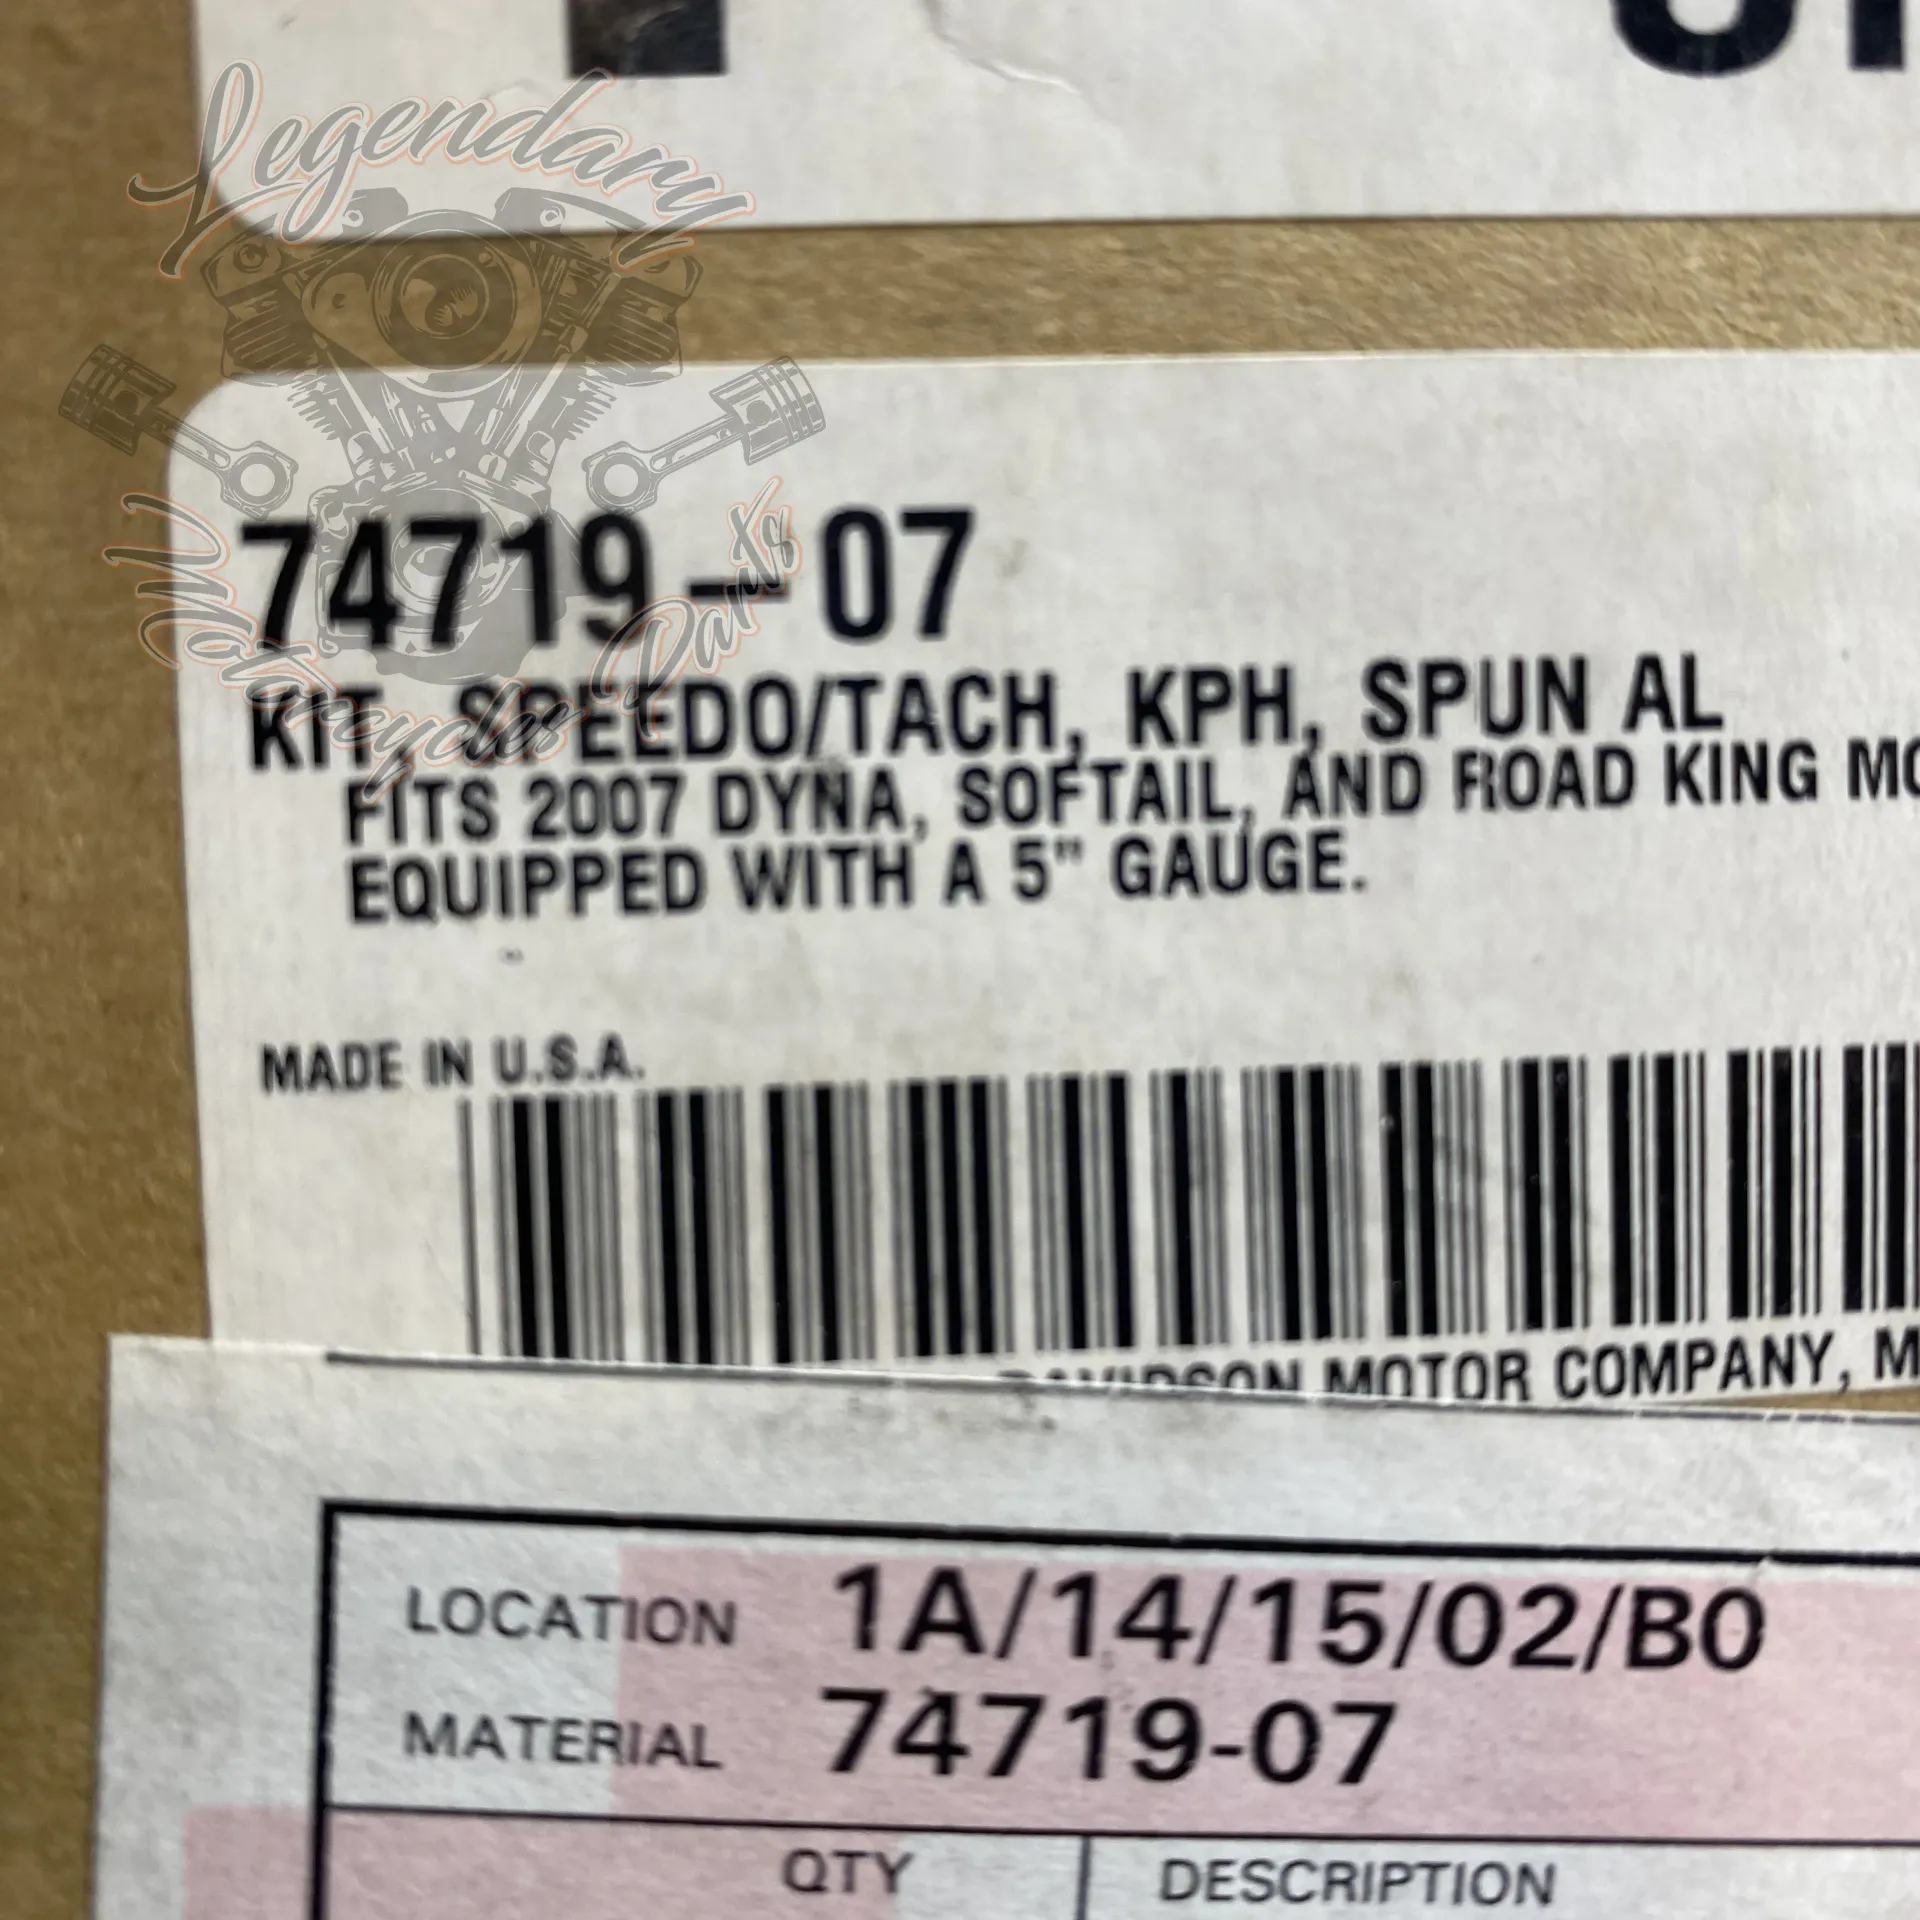 Legendary
Motorcycles Parts
74719-07
KIT, SPEEDO/TACH, KPH, SPUN AL
FITS 2007 DYNA, SOFTAIL, AND ROAD KING
EQUIPPED WITH A 5" GAUGE.
MADE IN U.S.A.
DAVIDSON MOTOR COMPANY,
LOCATION 1A/14/15/02/B0
MATERIAL 74719-07
QTY DESCRIPTION